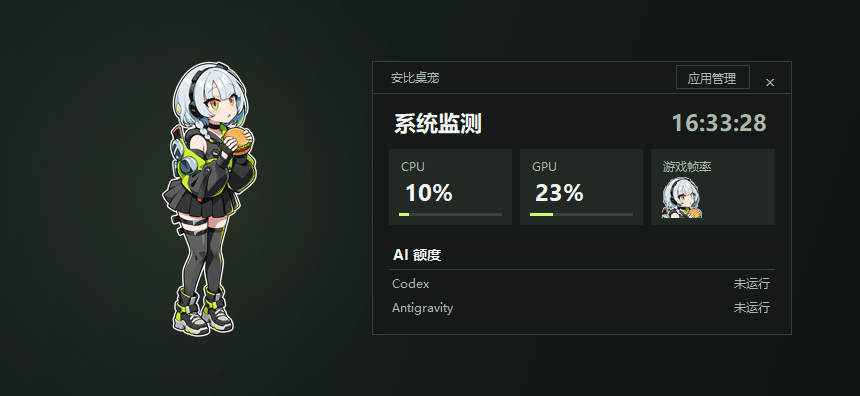 安比桌宠
应用管理 ×
系统监测 16:33:28
CPU GPU 游戏帧率
10% 23%
AI 额度
Codex 未运行
Antigravity 未运行